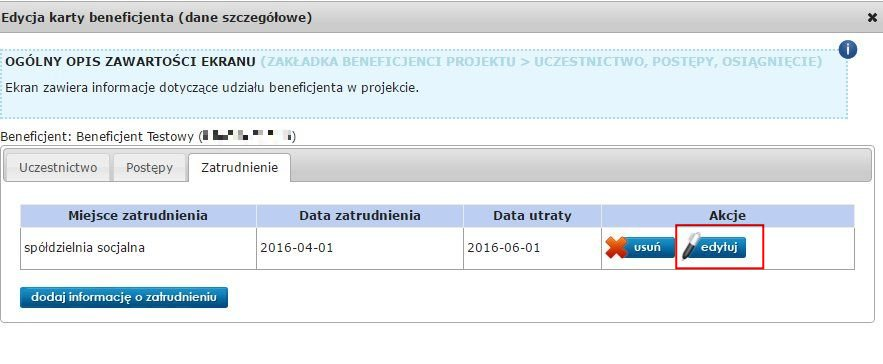 Edycja karty beneficjenta (dane szczegółowe)
OGÓLNY OPIS ZAWARTOŚCI EKRANU (ZAKŁADKA BENEFICJENCI PROJEKTU > UCZESTNICTWO, POSTĘPY, OSIĄGNIĘCIE)
Ekran zawiera informacje dotyczące udziału beneficjenta w projekcie.
Beneficjent: Beneficjent Testowy ( )
Uczestnictwo Postępy Zatrudnienie
Miejsce zatrudnienia Data zatrudnienia Data utraty Akcje
spółdzielnia socjalna 2016-04-01 2016-06-01 usuń edytuj
dodaj informację o zatrudnieniu